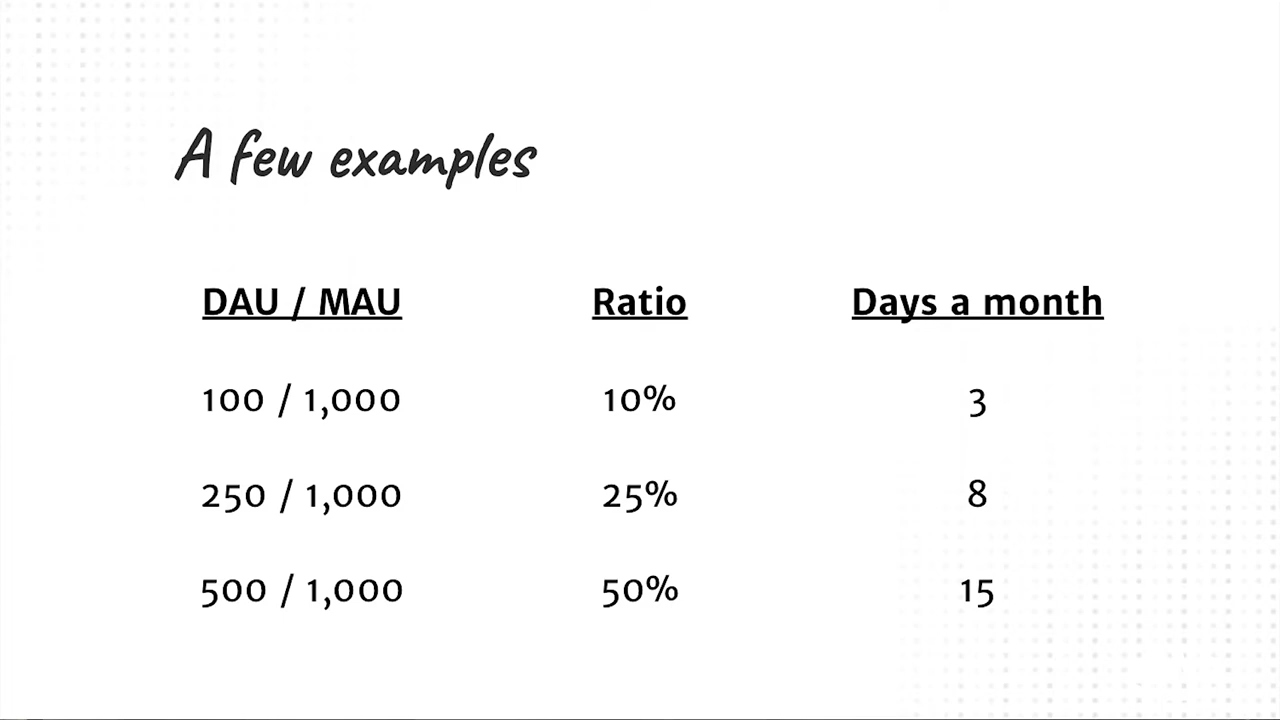 A few examples
DAU / MAU Ratio Days a month
100 / 1,000 10% 3
250 / 1,000 25% 8
500 / 1,000 50% 15